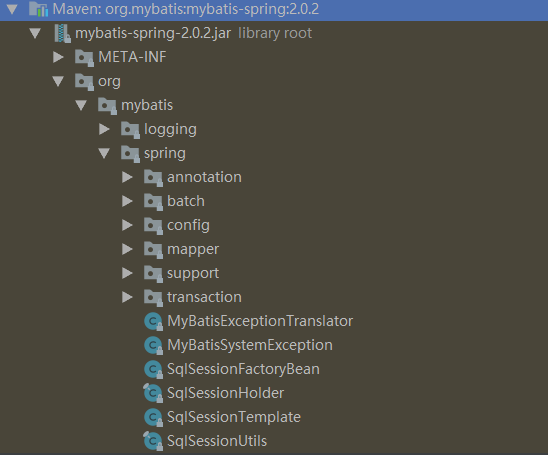 Maven: org.mybatis:mybatis-spring:2.0.2
mybatis-spring-2.0.2.jar library root
META-INF
org
mybatis
logging
spring
annotation
batch
config
mapper
support
transaction
MyBatisExceptionTranslator
MyBatisSystemException
SqlSessionFactoryBean
SqlSessionHolder
SqlSessionTemplate
SqlSessionUtils